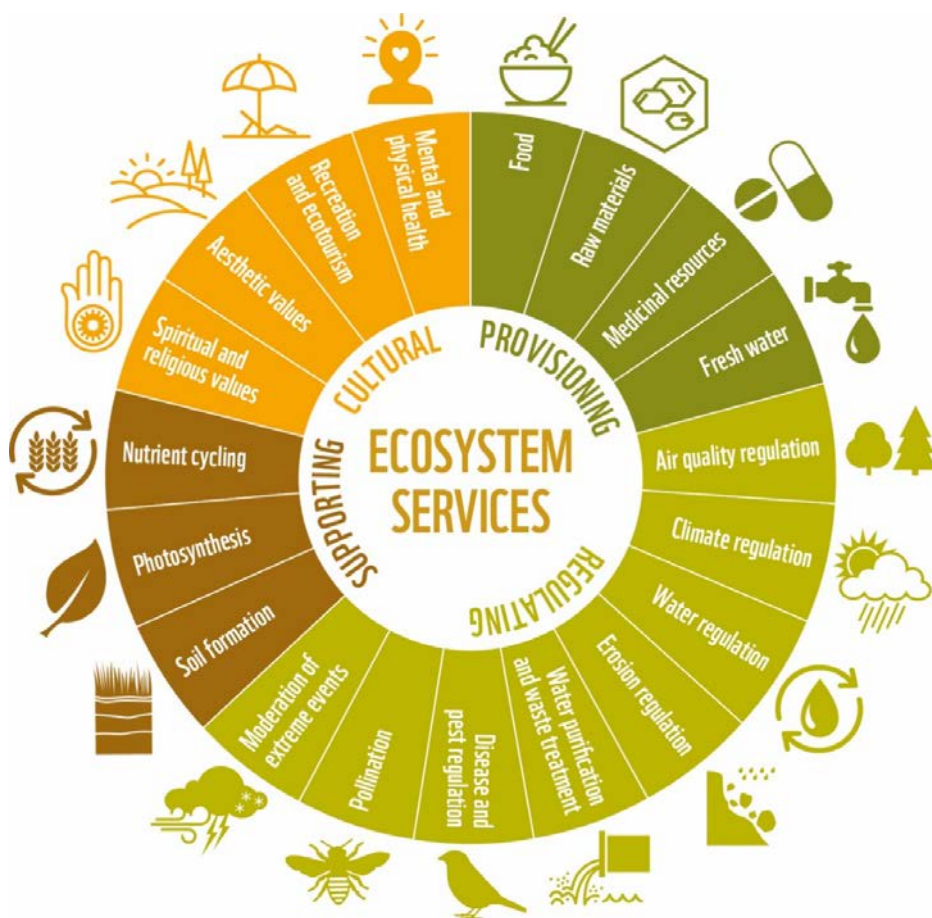 ECOSYSTEM
SERVICES
PROVISIONING
Food
Raw materials
Medicinal resources
Fresh water
REGULATING
Air quality regulation
Climate regulation
Water regulation
Erosion regulation
Water purification
and waste treatment
Disease and
pest regulation
Pollination
Moderation of
extreme events
SUPPORTING
Soil formation
Photosynthesis
Nutrient cycling
CULTURAL
Spiritual and
religious values
Aesthetic values
Recreation
and ecotourism
Mental and
physical health